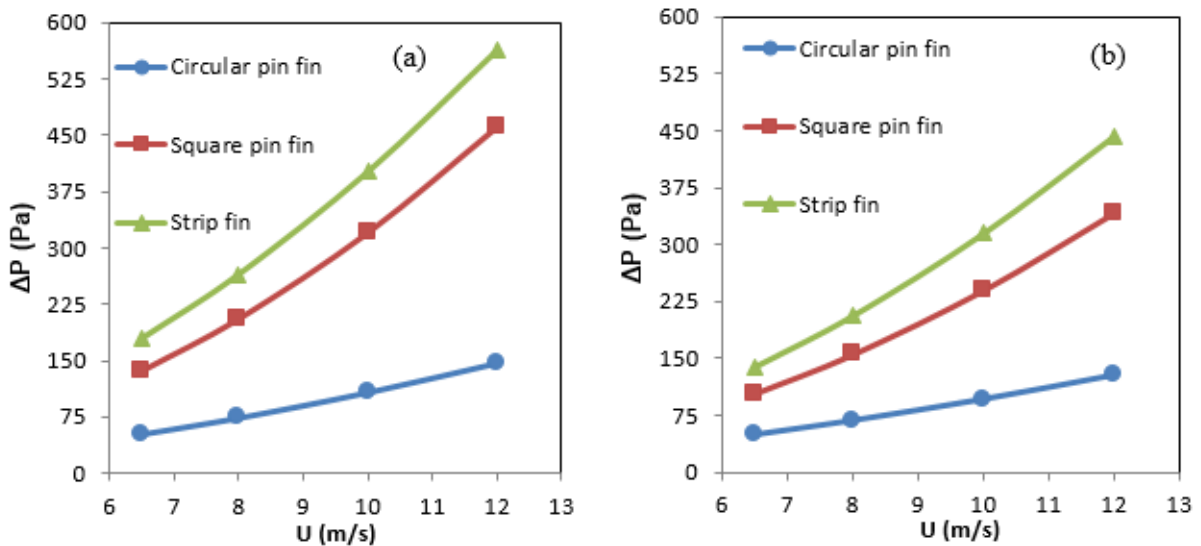 600
525
450
375
300
225
150
75
0
ΔP (Pa)
(a)
Circular pin fin
Square pin fin
Strip fin
6 7 8 9 10 11 12 13
U (m/s)
600
525
450
375
300
225
150
75
0
ΔP (Pa)
(b)
Circular pin fin
Square pin fin
Strip fin
6 7 8 9 10 11 12 13
U (m/s)